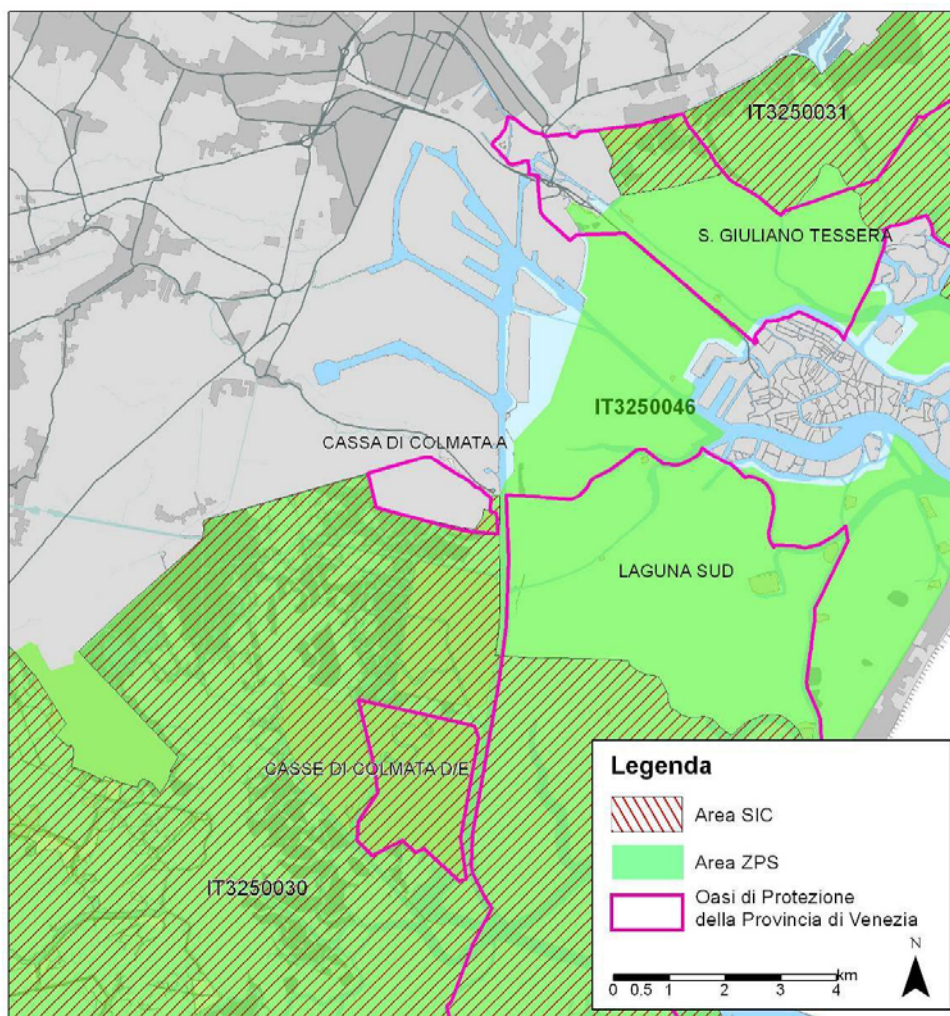 IT3250031
S. GIULIANO TESSERA
IT3250046
CASSA DI COLMATA A
LAGUNA SUD
CASSE DI COLMATA D/E
IT3250030
Legenda
Area SIC
Area ZPS
Oasi di Protezione
della Provincia di Venezia
N
km
0 0.5 1 2 3 4